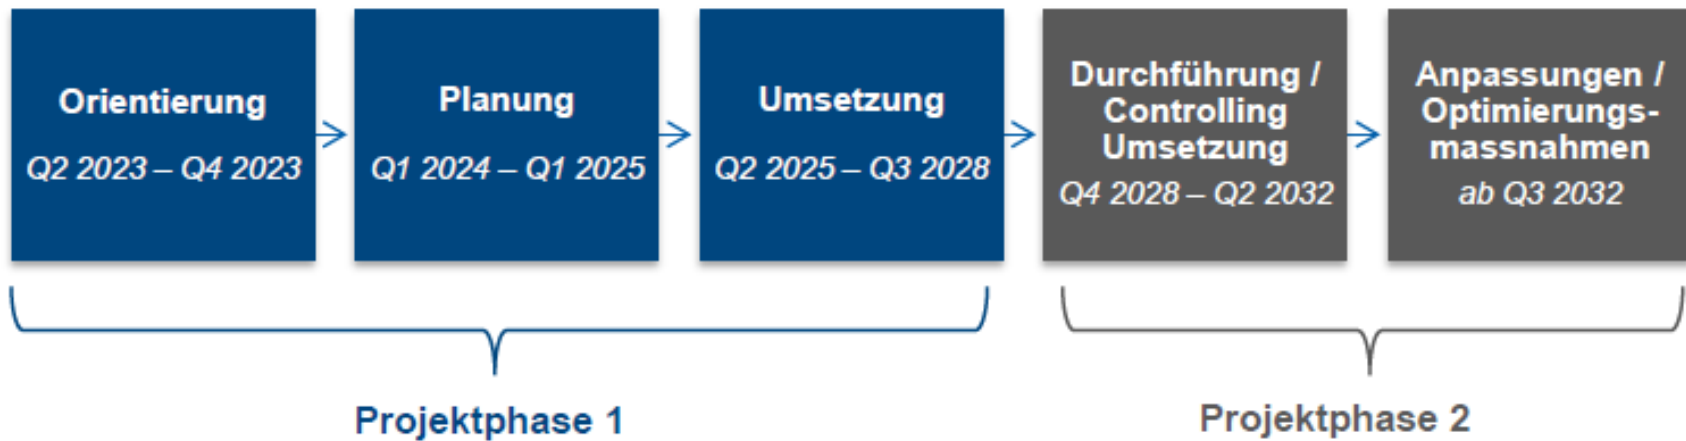 Orientierung
Q2 2023 – Q4 2023
Planung
Q1 2024 – Q1 2025
Umsetzung
Q2 2025 – Q3 2028
Durchführung /
Controlling
Umsetzung
Q4 2028 – Q2 2032
Anpassungen /
Optimierungs-
massnahmen
ab Q3 2032
Projektphase 1
Projektphase 2